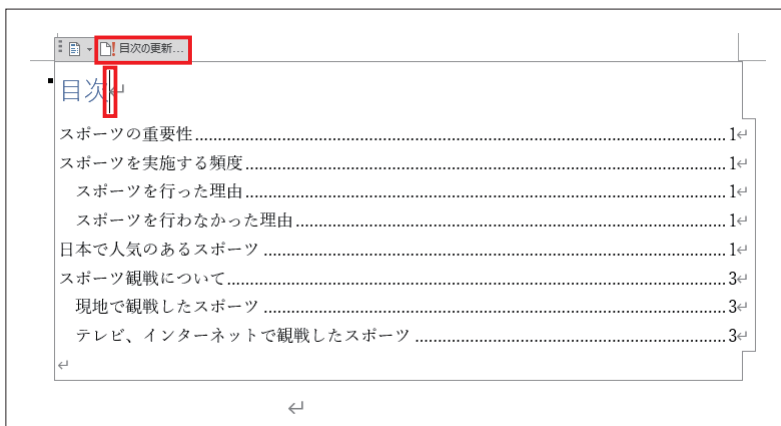 目次の更新...
目次↵
スポーツの重要性........................................ 1↵
スポーツを実施する頻度........................................ 1↵
スポーツを行った理由........................................ 1↵
スポーツを行わなかった理由........................................ 1↵
日本で人気のあるスポーツ........................................ 1↵
スポーツ観戦について........................................ 3↵
現地で観戦したスポーツ........................................ 3↵
テレビ、インターネットで観戦したスポーツ........................................ 3↵
↵
↵